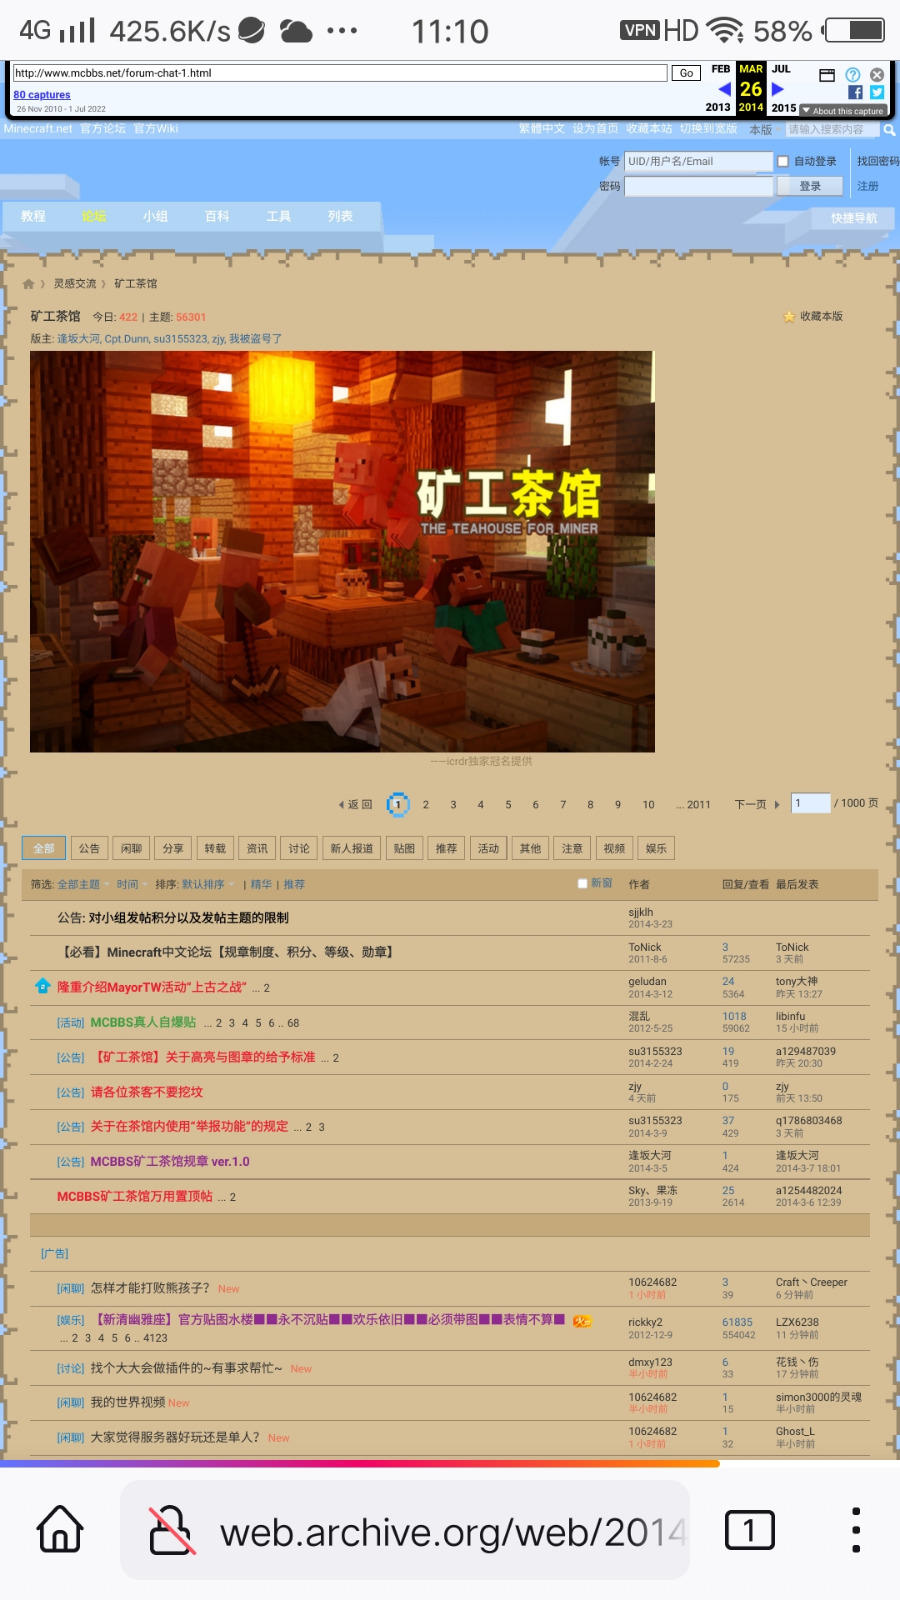 4G 425.6K/s 11:10 VPN HD 58%
http://www.mcbbs.net/forum-chat-1.html Go FEB MAR JUL
80 captures 26
26 Nov 2010 - 1 Jul 2022 2013 2014 2015 About this capture
Minecraft.net 官方论坛 官方Wiki 繁體中文 设为首页 收藏本站 切换到宽版 本版 请输入搜索内容
帐号 UID/用户名/Email 自动登录 找回密码
密码 登录 注册
教程 论坛 小组 百科 工具 列表 快捷导航
灵感交流 矿工茶馆
矿工茶馆 今日: 422 | 主题: 56301 收藏本版
版主: 逢坂大河, Cpt.Dunn, su3155323, zjy, 我被盗号了
矿工茶馆
THE TEAHOUSE FOR MINER
——icrdr独家冠名提供
返回 1 2 3 4 5 6 7 8 9 10 ... 2011 下一页 1 / 1000 页
全部 公告 闲聊 分享 转载 资讯 讨论 新人报道 贴图 推荐 活动 其他 注意 视频 娱乐
筛选: 全部主题 时间 排序: 默认排序 | 精华 | 推荐 新窗 作者 回复/查看 最后发表
公告: 对小组发帖积分以及发帖主题的限制 sjjklh
2014-3-23
【必看】Minecraft中文论坛【规章制度、积分、等级、勋章】 ToNick 3 ToNick
2011-8-6 57235 3 天前
隆重介绍MayorTW活动“上古之战” ... 2 geludan 24 tony大神
2014-3-12 5364 昨天 13:27
[活动] MCBBS真人自爆贴 ... 2 3 4 5 6 .. 68 混乱 1018 libinfu
2012-5-25 59062 15 小时前
[公告] 【矿工茶馆】关于高亮与图章的给予标准 ... 2 su3155323 19 a129487039
2014-2-24 419 昨天 20:30
[公告] 请各位茶客不要挖坟 zjy 0 zjy
4 天前 175 前天 13:50
[公告] 关于在茶馆内使用“举报功能”的规定 ... 2 3 su3155323 37 q1786803468
2014-3-9 429 3 天前
[公告] MCBBS矿工茶馆规章 ver.1.0 逢坂大河 1 逢坂大河
2014-3-5 424 2014-3-7 18:01
MCBBS矿工茶馆万用置顶帖 ... 2 Sky、果冻 25 a1254482024
2013-9-19 2614 2014-3-6 12:39
[广告]
[闲聊] 怎样才能打败熊孩子? New 10624682 3 Craft丶Creeper
1 小时前 39 6 分钟前
[娱乐] 【新清幽雅座】官方贴图水楼■■永不沉贴■■欢乐依旧■■必须带图■■表情不算■ rickky2 61835 LZX6238
... 2 3 4 5 6 .. 4123 2012-12-9 554042 11 分钟前
[讨论] 找个大大会做插件的~有事求帮忙~ New dmxy123 6 花钱丶伤
半小时前 33 17 分钟前
[闲聊] 我的世界视频 New 10624682 1 simon3000的灵魂
半小时前 15 半小时前
[闲聊] 大家觉得服务器好玩还是单人? New 10624682 1 Ghost_L
1 小时前 32 半小时前
web.archive.org/web/2014 1